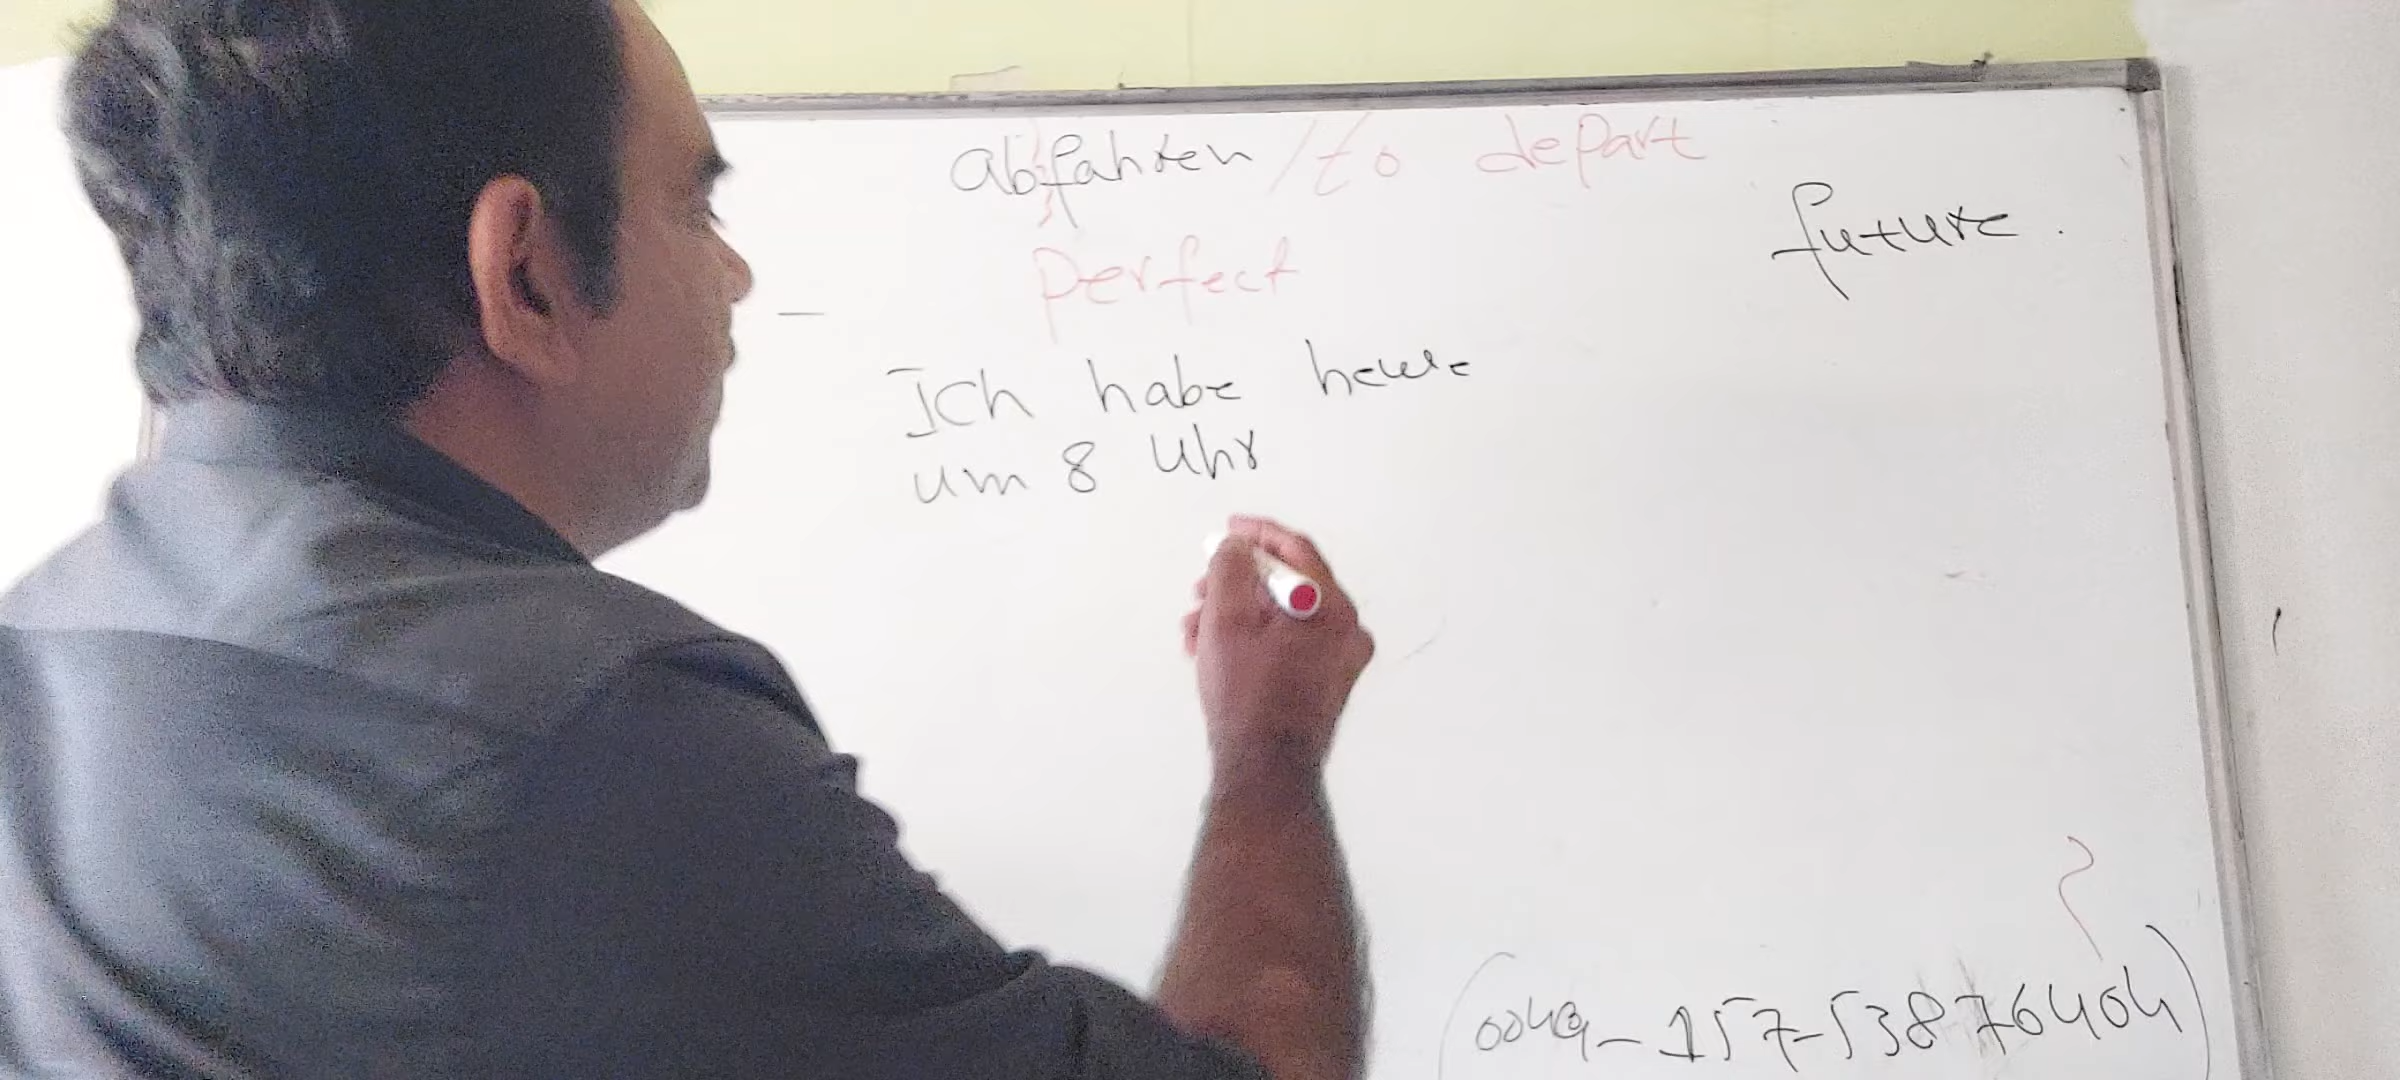 abfahren / to depart
future.
perfect
Ich habe heute
um 8 Uhr
(0049-157-53876404)